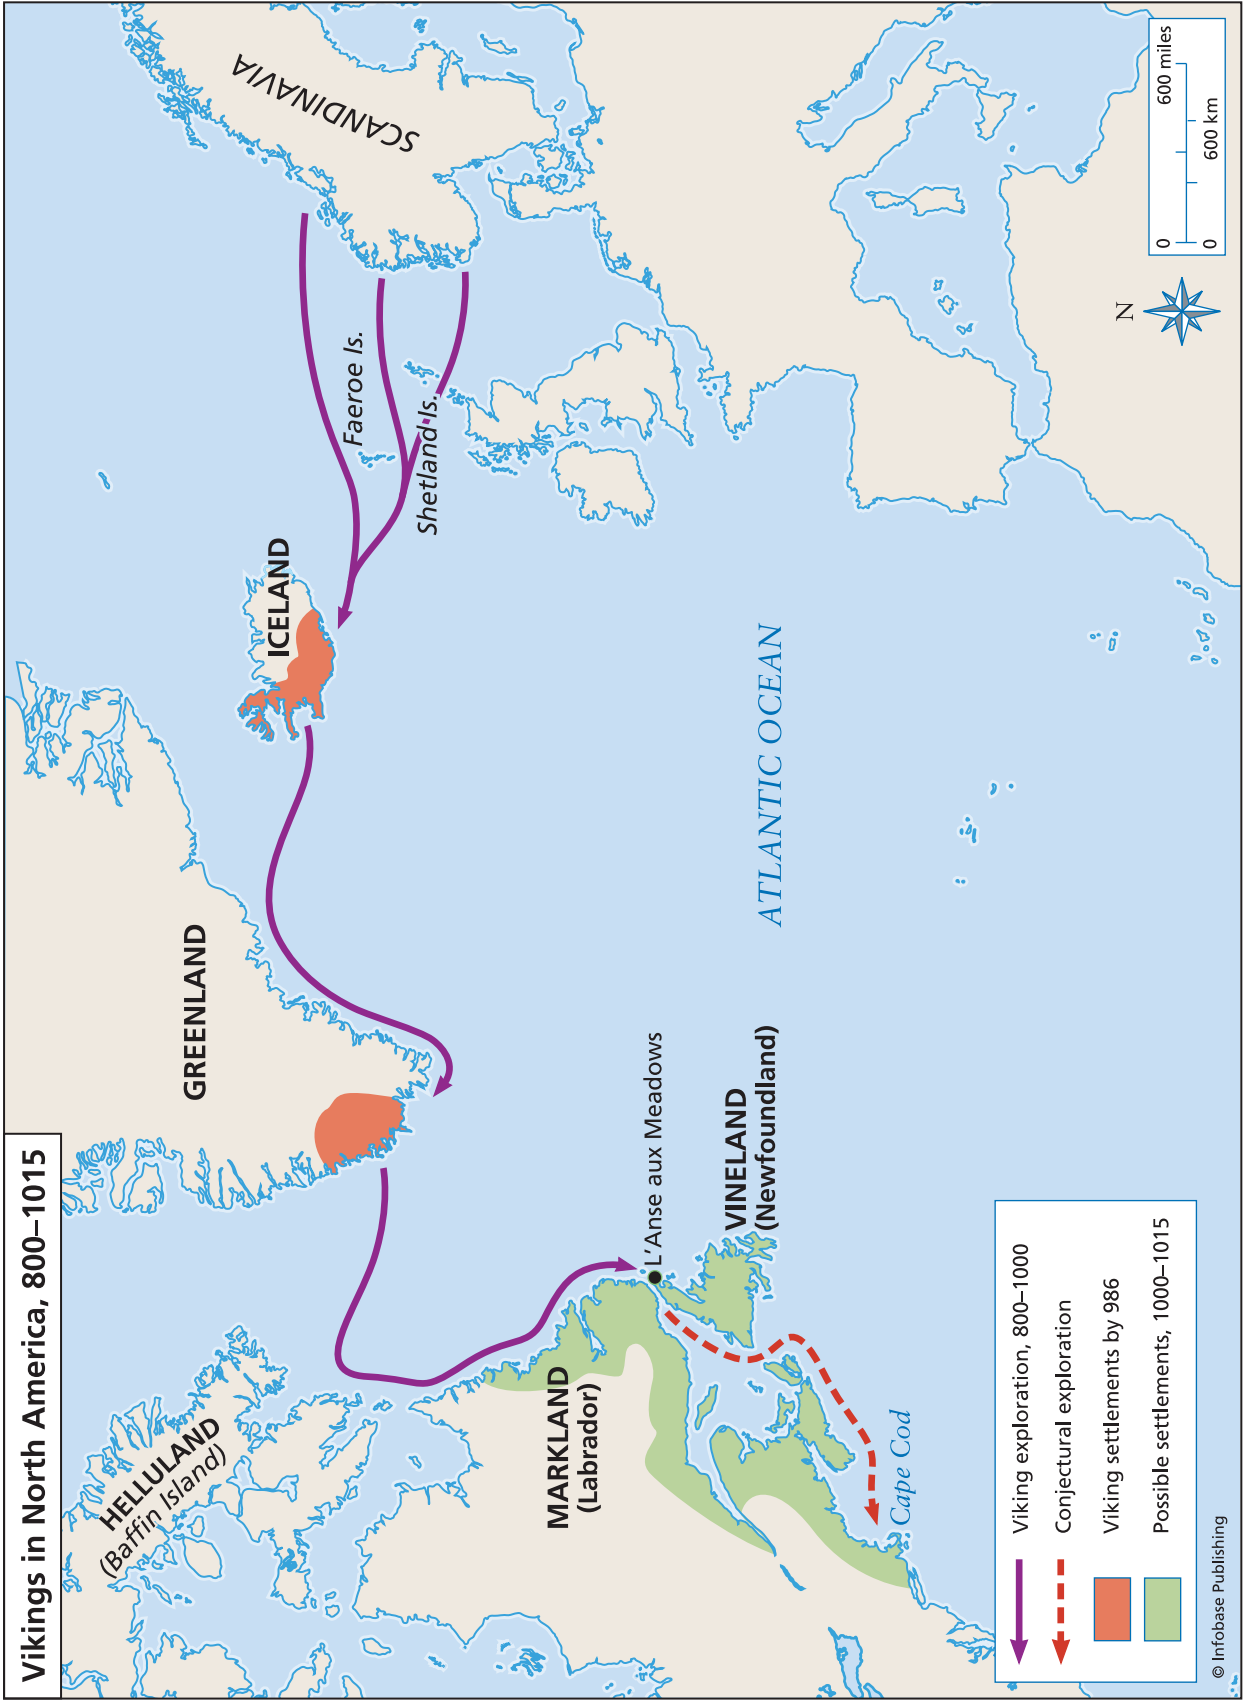 Vikings in North America, 800–1015
HELLULAND
(Baffin Island)
GREENLAND
ICELAND
SCANDINAVIA
Faeroe Is.
Shetland Is.
MARKLAND
(Labrador)
L'Anse aux Meadows
VINELAND
(Newfoundland)
ATLANTIC OCEAN
Cape Cod
Viking exploration, 800–1000
Conjectural exploration
Viking settlements by 986
Possible settlements, 1000–1015
N
0 600 miles
0 600 km
© Infobase Publishing